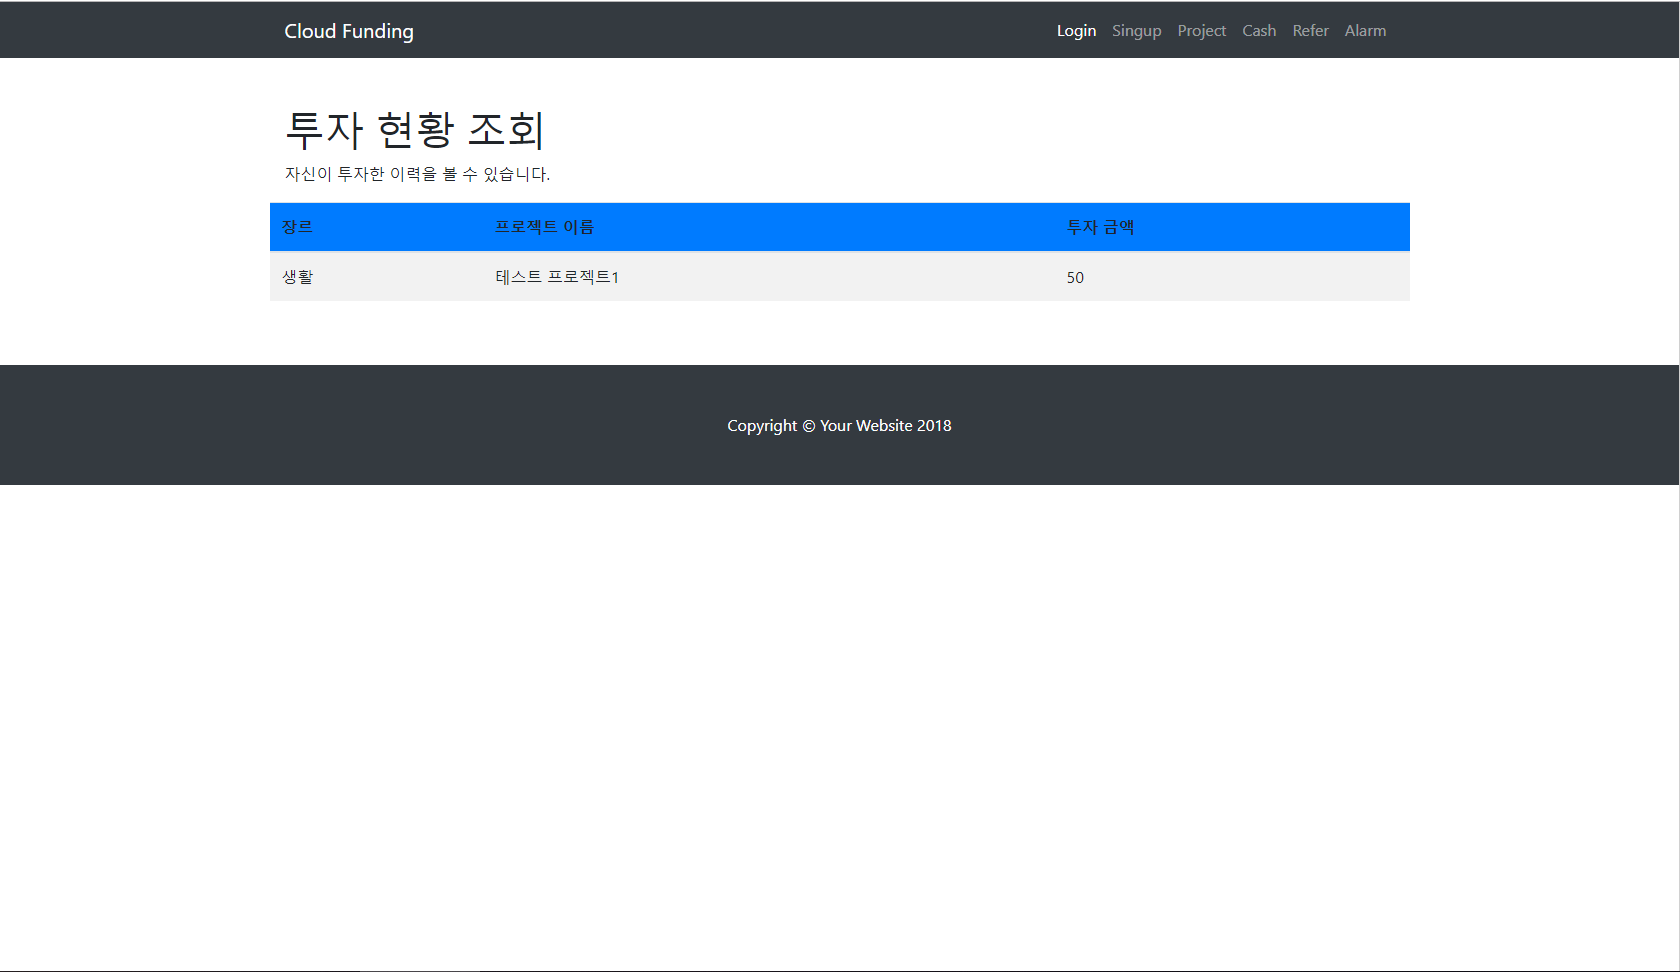 Cloud Funding Login Singup Project Cash Refer Alarm
투자 현황 조회
자신이 투자한 이력을 볼 수 있습니다.
장르 프로젝트 이름 투자 금액
생활 테스트 프로젝트1 50
Copyright © Your Website 2018